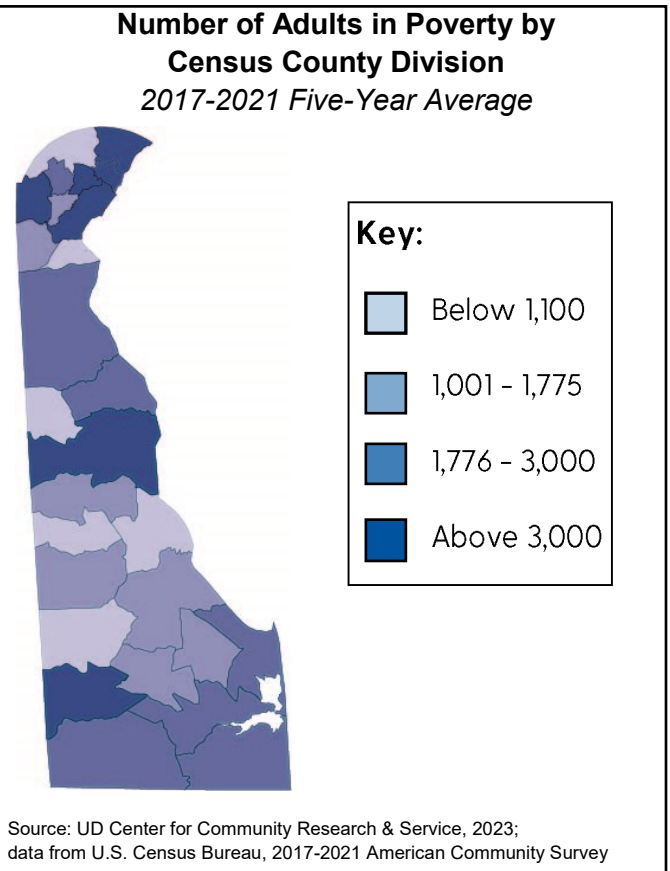 Number of Adults in Poverty by
Census County Division
2017-2021 Five-Year Average
Key:
Below 1,100
1,001 - 1,775
1,776 - 3,000
Above 3,000
Source: UD Center for Community Research & Service, 2023;
data from U.S. Census Bureau, 2017-2021 American Community Survey